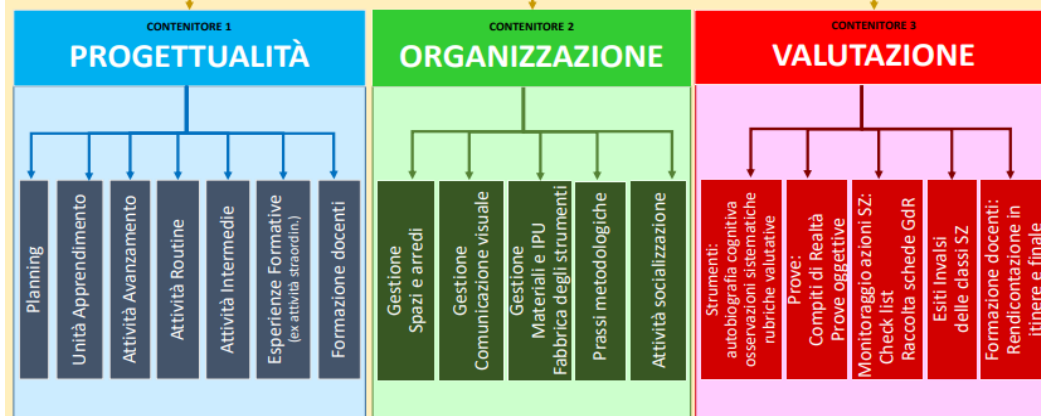 CONTENITORE 1
PROGETTUALITÀ
Planning
Unità Apprendimento
Attività Avanzamento
Attività Routine
Attività Intermedie
Esperienze Formative
(ex attività straordin.)
Formazione docenti
CONTENITORE 2
ORGANIZZAZIONE
Gestione
Spazi e arredi
Gestione
Comunicazione visuale
Gestione
Materiali e IPU
Fabbrica degli strumenti
Prassi metodologiche
Attività socializzazione
CONTENITORE 3
VALUTAZIONE
Strumenti:
autobiografia cognitiva
osservazioni sistematiche
rubriche valutative
Prove:
Compiti di Realtà
Prove oggettive
Monitoraggio azioni SZ:
Check list
Raccolta schede GdR
Esiti Invalsi
delle classi SZ
Formazione docenti:
Rendicontazione in
itinere e finale